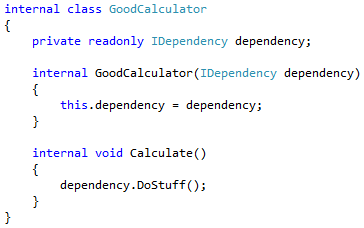 internal class GoodCalculator
{
    private readonly IDependency dependency;

    internal GoodCalculator(IDependency dependency)
    {
        this.dependency = dependency;
    }

    internal void Calculate()
    {
        dependency.DoStuff();
    }
}